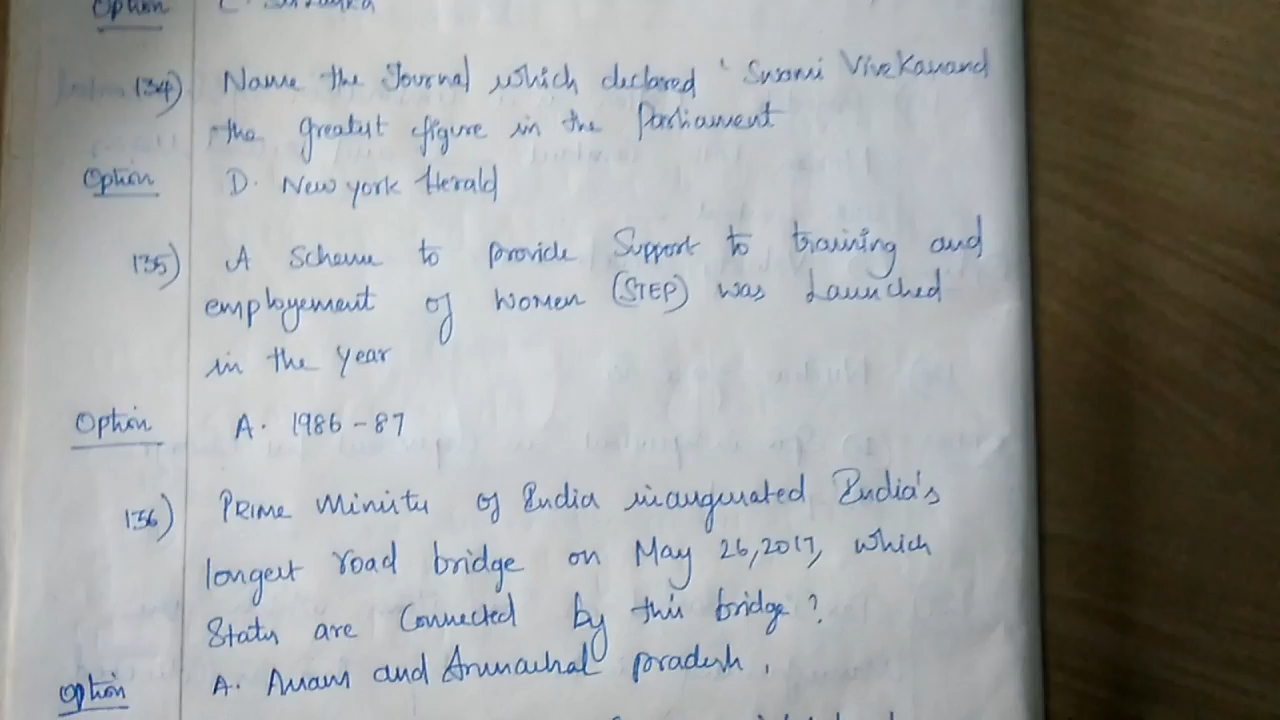 Option
134) Name the Journal which declared ' Swami Vivekanand
the greatest figure in the Parliament
Option D. New york Herald
135) A Scheme to provide Support to training and
employement of women (STEP) was Launched
in the year
Option A. 1986-87
136) Prime Minister of India inaugurated India's
longest road bridge on May 26, 2017, which
States are Connected by this bridge?
Option A. Assam and Arunachal pradesh.